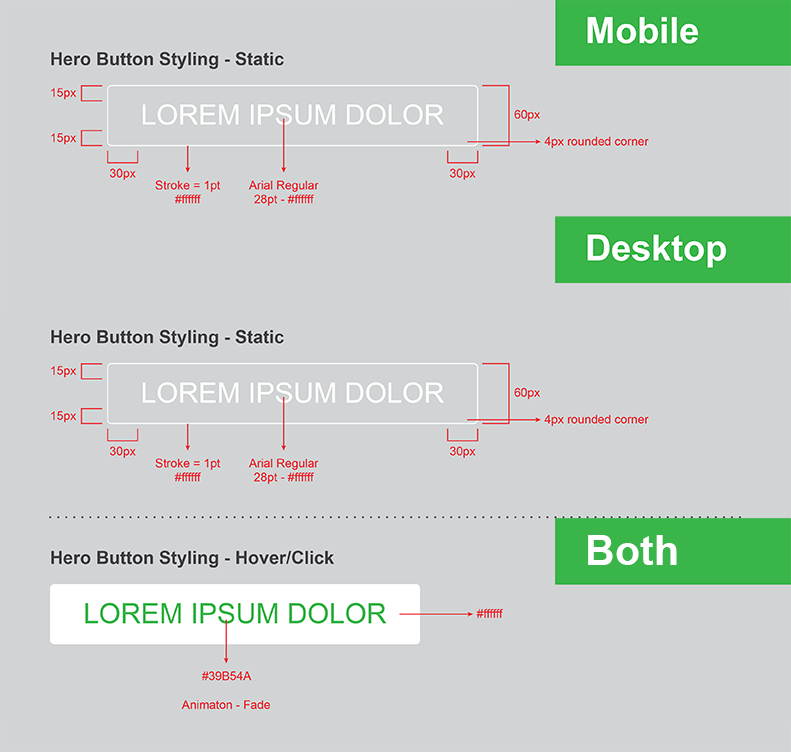 Mobile
Hero Button Styling - Static
15px
LOREM IPSUM DOLOR
60px
15px
4px rounded corner
30px
30px
Stroke = 1pt
#ffffff
Arial Regular
28pt - #ffffff
Desktop
Hero Button Styling - Static
15px
LOREM IPSUM DOLOR
60px
15px
4px rounded corner
30px
30px
Stroke = 1pt
#ffffff
Arial Regular
28pt - #ffffff
Both
Hero Button Styling - Hover/Click
LOREM IPSUM DOLOR
#ffffff
#39B54A
Animaton - Fade